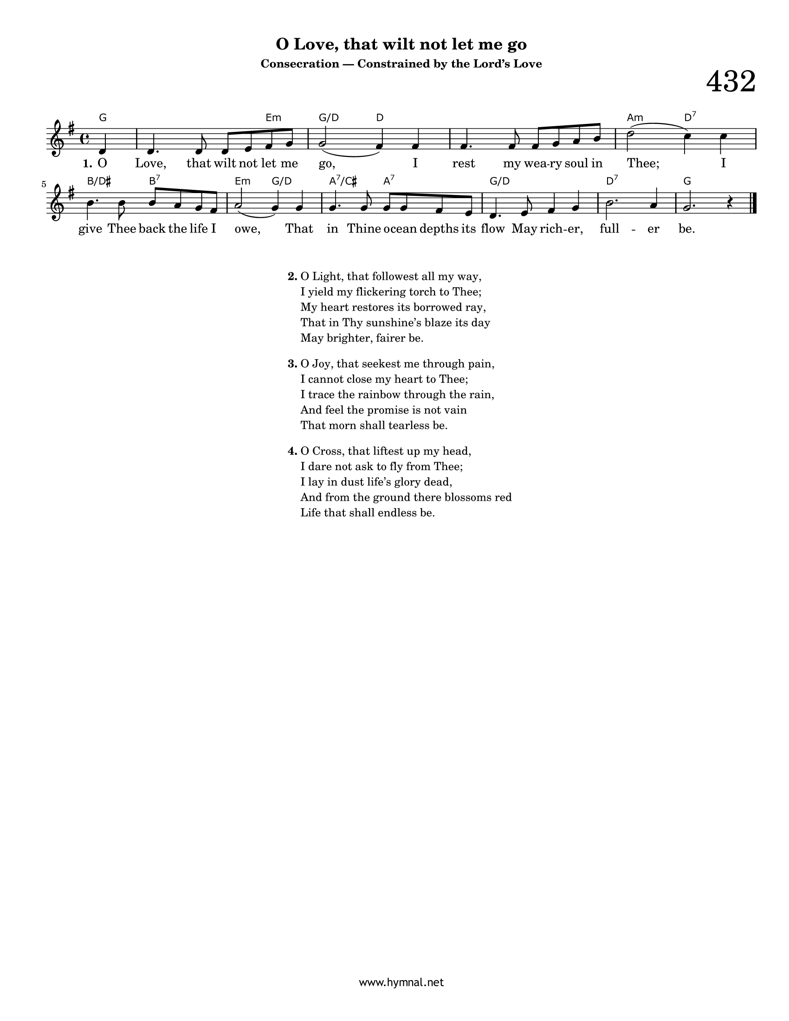 O Love, that wilt not let me go
Consecration — Constrained by the Lord's Love
432
G Em G/D D Am D7
1. O Love, that wilt not let me go, I rest my wea-ry soul in Thee; I
5 B/D♯ B7 Em G/D A7/C♯ A7 G/D D7 G
give Thee back the life I owe, That in Thine ocean depths its flow May rich-er, full - er be.
2. O Light, that followest all my way,
I yield my flickering torch to Thee;
My heart restores its borrowed ray,
That in Thy sunshine's blaze its day
May brighter, fairer be.
3. O Joy, that seekest me through pain,
I cannot close my heart to Thee;
I trace the rainbow through the rain,
And feel the promise is not vain
That morn shall tearless be.
4. O Cross, that liftest up my head,
I dare not ask to fly from Thee;
I lay in dust life's glory dead,
And from the ground there blossoms red
Life that shall endless be.
www.hymnal.net